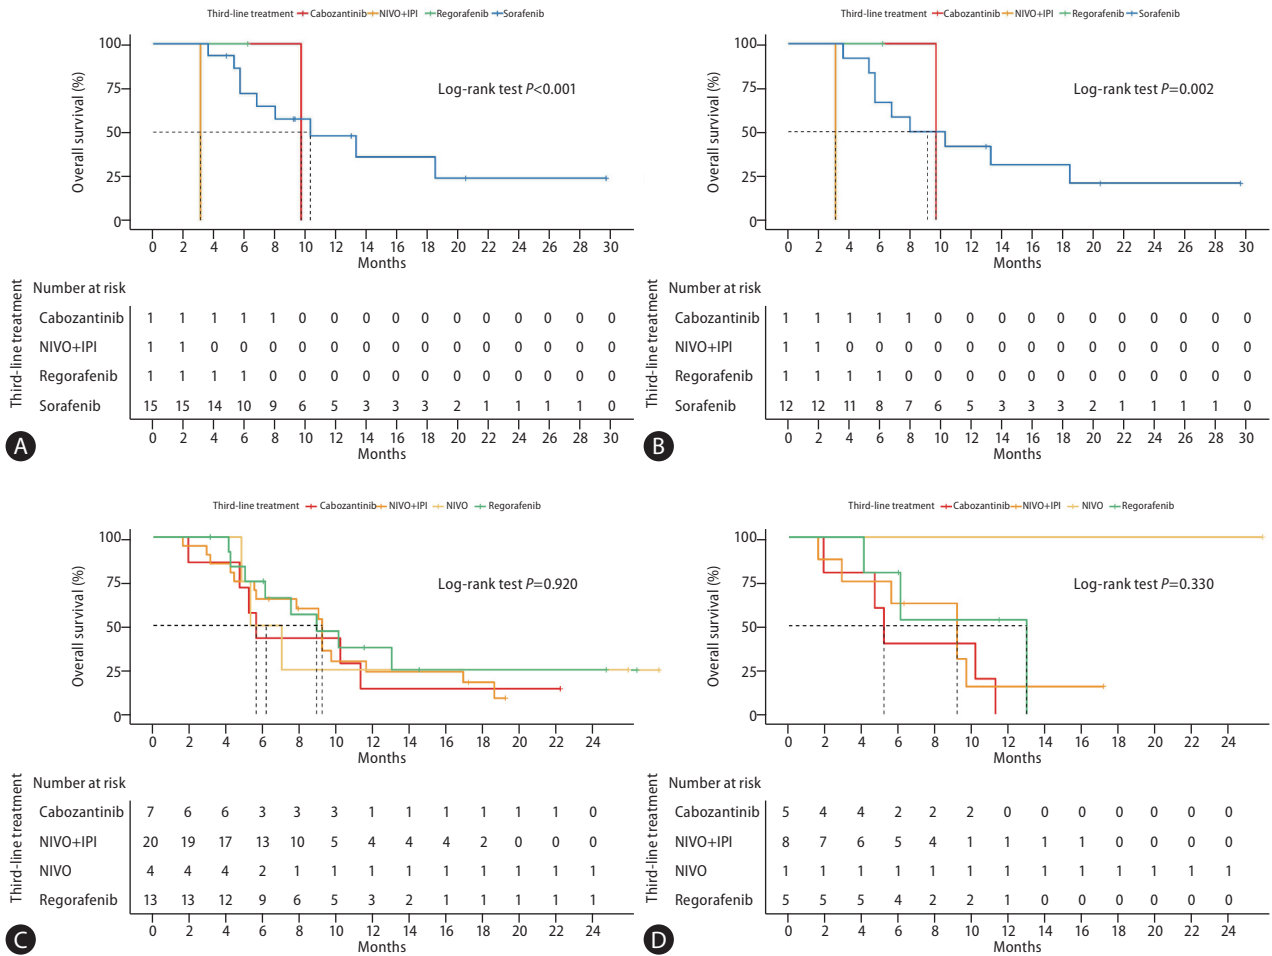 Third-line treatment Cabozantinib NIVO+IPI Regorafenib Sorafenib
100
75
50
25
0
Overall survival (%)
Log-rank test P<0.001
0 2 4 6 8 10 12 14 16 18 20 22 24 26 28 30
Months
Third-line treatment
Number at risk
Cabozantinib 1 1 1 1 1 0 0 0 0 0 0 0 0 0 0 0
NIVO+IPI 1 1 0 0 0 0 0 0 0 0 0 0 0 0 0 0
Regorafenib 1 1 1 1 0 0 0 0 0 0 0 0 0 0 0 0
Sorafenib 15 15 14 10 9 6 5 3 3 3 2 1 1 1 1 0
0 2 4 6 8 10 12 14 16 18 20 22 24 26 28 30
Months
A
Third-line treatment Cabozantinib NIVO+IPI Regorafenib Sorafenib
100
75
50
25
0
Overall survival (%)
Log-rank test P=0.002
0 2 4 6 8 10 12 14 16 18 20 22 24 26 28 30
Months
Third-line treatment
Number at risk
Cabozantinib 1 1 1 1 1 0 0 0 0 0 0 0 0 0 0 0
NIVO+IPI 1 1 0 0 0 0 0 0 0 0 0 0 0 0 0 0
Regorafenib 1 1 1 1 0 0 0 0 0 0 0 0 0 0 0 0
Sorafenib 12 12 11 8 7 6 5 3 3 3 2 1 1 1 1 0
0 2 4 6 8 10 12 14 16 18 20 22 24 26 28 30
Months
B
Third-line treatment Cabozantinib NIVO+IPI NIVO Regorafenib
100
75
50
25
0
Overall survival (%)
Log-rank test P=0.920
0 2 4 6 8 10 12 14 16 18 20 22 24
Months
Third-line treatment
Number at risk
Cabozantinib 7 6 6 3 3 3 1 1 1 1 1 1 0
NIVO+IPI 20 19 17 13 10 5 4 4 4 2 0 0 0
NIVO 4 4 4 2 1 1 1 1 1 1 1 1 1
Regorafenib 13 13 12 9 6 5 3 2 1 1 1 1 1
0 2 4 6 8 10 12 14 16 18 20 22 24
Months
C
Third-line treatment Cabozantinib NIVO+IPI NIVO Regorafenib
100
75
50
25
0
Overall survival (%)
Log-rank test P=0.330
0 2 4 6 8 10 12 14 16 18 20 22 24
Months
Third-line treatment
Number at risk
Cabozantinib 5 4 4 2 2 2 0 0 0 0 0 0 0
NIVO+IPI 8 7 6 5 4 1 1 1 1 0 0 0 0
NIVO 1 1 1 1 1 1 1 1 1 1 1 1 1
Regorafenib 5 5 5 4 2 2 1 0 0 0 0 0 0
0 2 4 6 8 10 12 14 16 18 20 22 24
Months
D